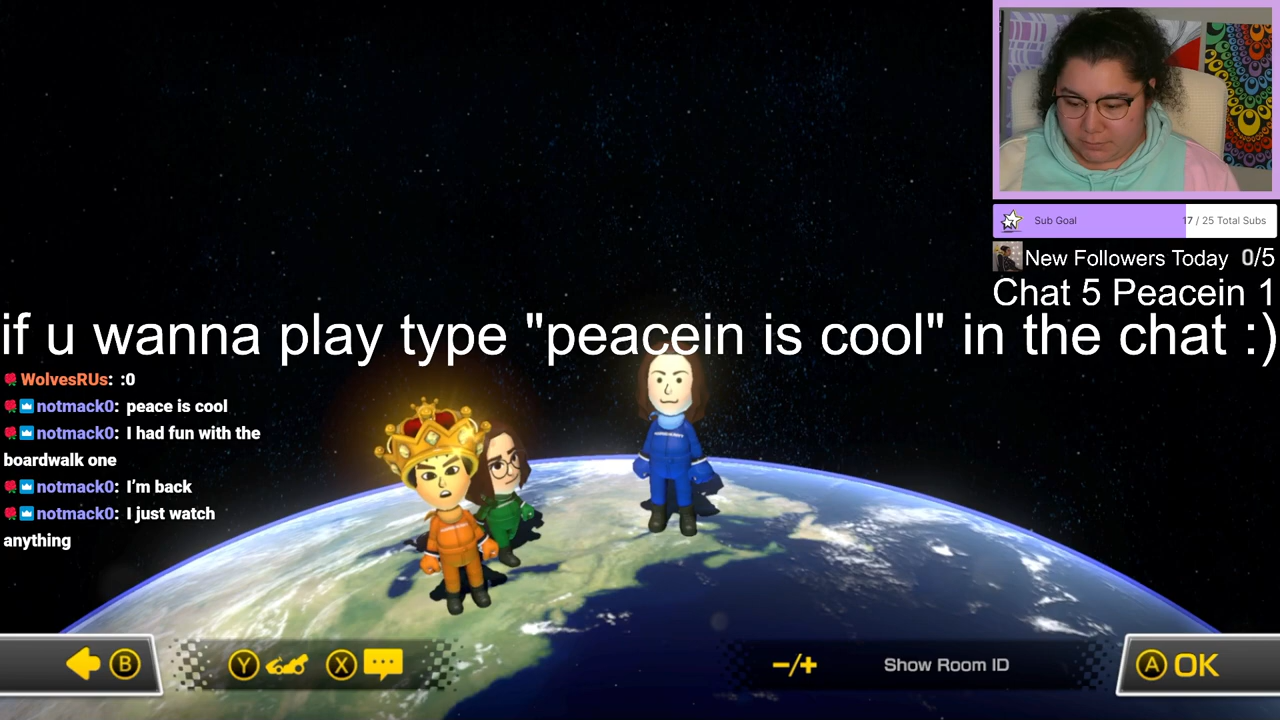 Sub Goal 17 / 25 Total Subs
New Followers Today 0/5
Chat 5 Peacein 1
if u wanna play type "peacein is cool" in the chat :)
WolvesRUs: :0
notmack0: peace is cool
notmack0: I had fun with the
boardwalk one
notmack0: I'm back
notmack0: I just watch
anything
B Y X -/+ Show Room ID A OK